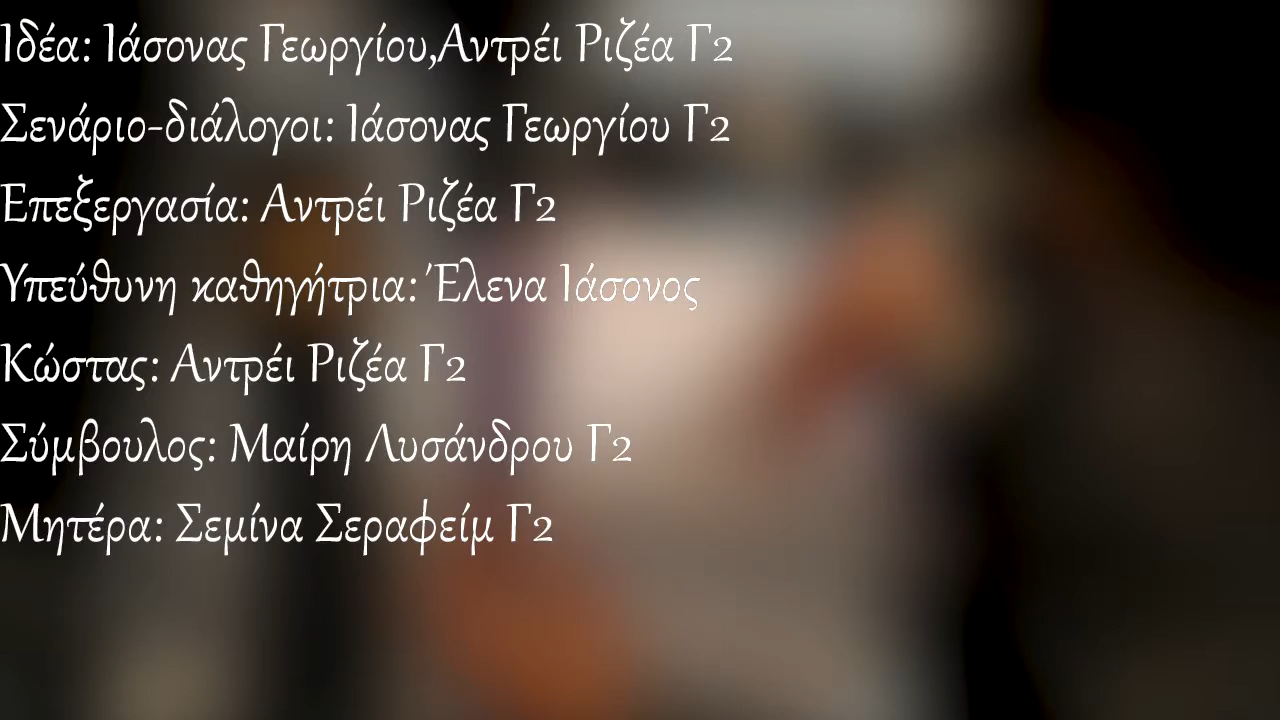 Ιδέα: Ιάσονας Γεωργίου,Αντρέι Ριζέα Γ2
Σενάριο-διάλογοι: Ιάσονας Γεωργίου Γ2
Επεξεργασία: Αντρέι Ριζέα Γ2
Υπεύθυνη καθηγήτρια: Έλενα Ιάσονος
Κώστας: Αντρέι Ριζέα Γ2
Σύμβουλος: Μαίρη Λυσάνδρου Γ2
Μητέρα: Σεμίνα Σεραφείμ Γ2